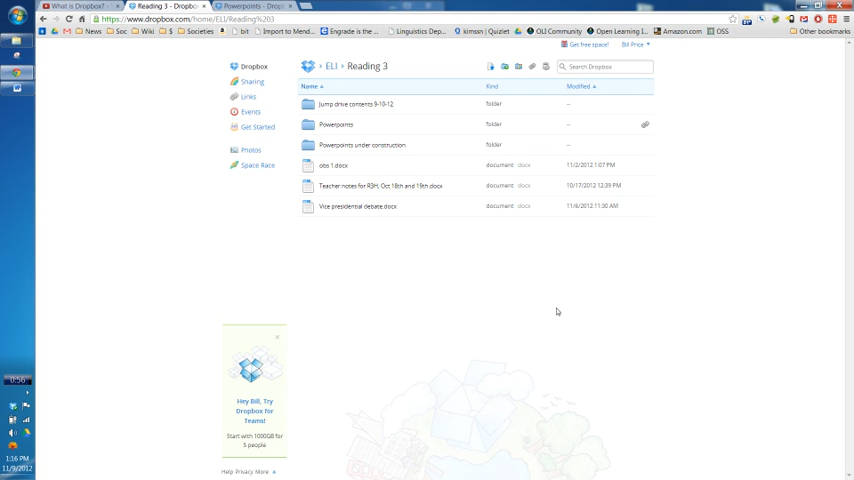 What is Dropbox? -
Reading 3 - Dropbo
Powerpoints - Drop
https://www.dropbox.com/home/ELI/Reading%203
News
Soc
Wiki
$
Societies
bit
Import to Mend...
Engrade is the ...
Linguistics Dep...
kimssn | Quizlet
OLI Community
Open Learning I...
Amazon.com
OSS
Other bookmarks
Get free space!
Bill Price
Dropbox
Sharing
Links
Events
Get Started
Photos
Space Race
ELI
Reading 3
Search Dropbox
Name
Kind
Modified
Jump drive contents 9-10-12
folder
--
Powerpoints
folder
--
Powerpoints under construction
folder
--
obs 1.docx
document .docx
11/2/2012 1:07 PM
Teacher notes for R3H, Oct 18th and 19th.docx
document .docx
10/17/2012 12:39 PM
Vice presidential debate.docx
document .docx
11/6/2012 11:30 AM
Hey Bill, Try
Dropbox for
Teams!
Start with 1000GB for
5 people
Help Privacy More
0:56
1:16 PM
11/9/2012